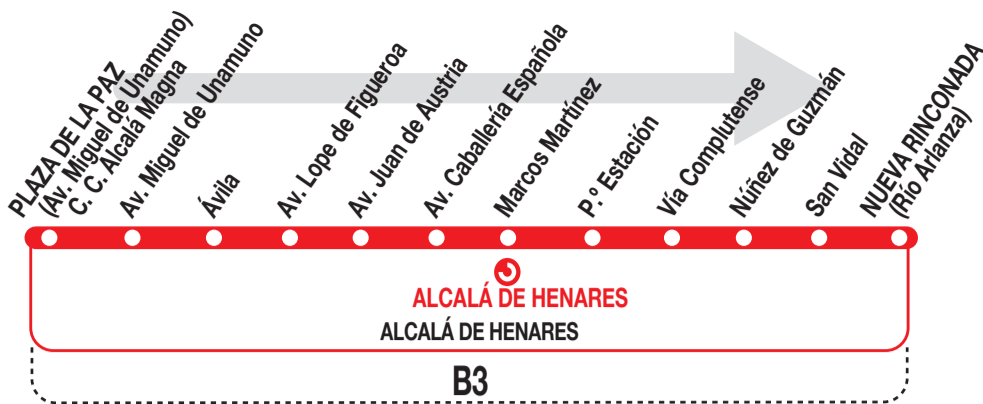 PLAZA DE LA PAZ
(Av. Miguel de Unamuno)
C. C. Alcalá Magna
Av. Miguel de Unamuno
Ávila
Av. Lope de Figueroa
Av. Juan de Austria
Av. Caballería Española
Marcos Martínez
P.º Estación
Vía Complutense
Núñez de Guzmán
San Vidal
NUEVA RINCONADA
(Río Arlanza)
ALCALÁ DE HENARES
ALCALÁ DE HENARES
B3